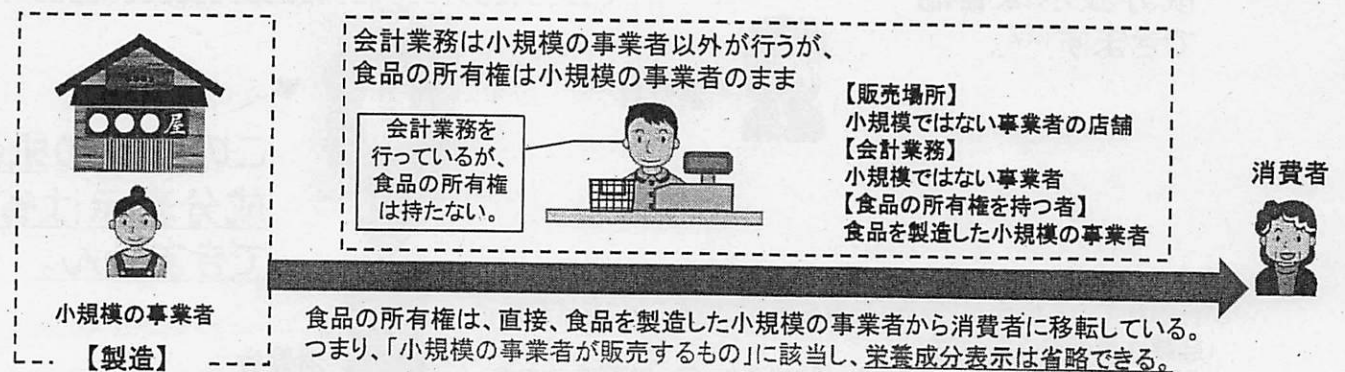 会計業務は小規模の事業者以外が行うが、
食品の所有権は小規模の事業者のまま
●●●屋
会計業務を
行っているが、
食品の所有権
は持たない。
【販売場所】
小規模ではない事業者の店舗
【会計業務】
小規模ではない事業者
【食品の所有権を持つ者】
食品を製造した小規模の事業者
消費者
小規模の事業者
【製造】
食品の所有権は、直接、食品を製造した小規模の事業者から消費者に移転している。
つまり、「小規模の事業者が販売するもの」に該当し、栄養成分表示は省略できる。